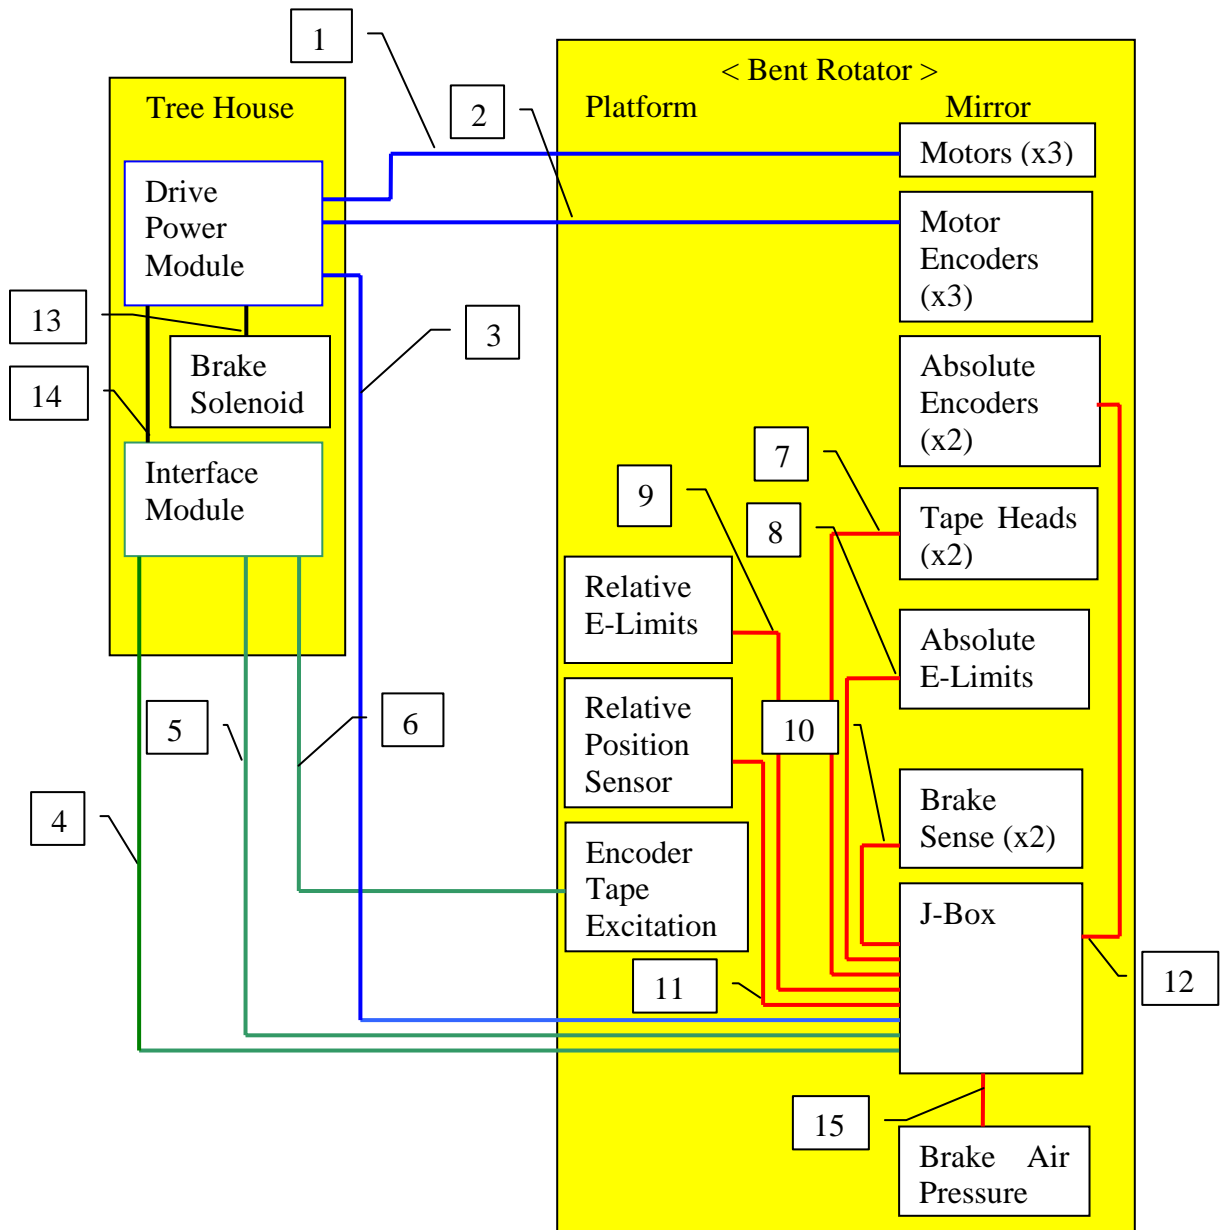 1
< Bent Rotator >
Tree House
2
Platform
Mirror
Motors (x3)
Drive
Power
Module
Motor
Encoders
(x3)
13
3
Brake
Solenoid
Absolute
Encoders
(x2)
14
7
Interface
Module
9
8
Tape Heads
(x2)
Relative
E-Limits
Absolute
E-Limits
5
6
10
Relative
Position
Sensor
4
Brake
Sense (x2)
Encoder
Tape
Excitation
J-Box
11
12
15
Brake Air
Pressure